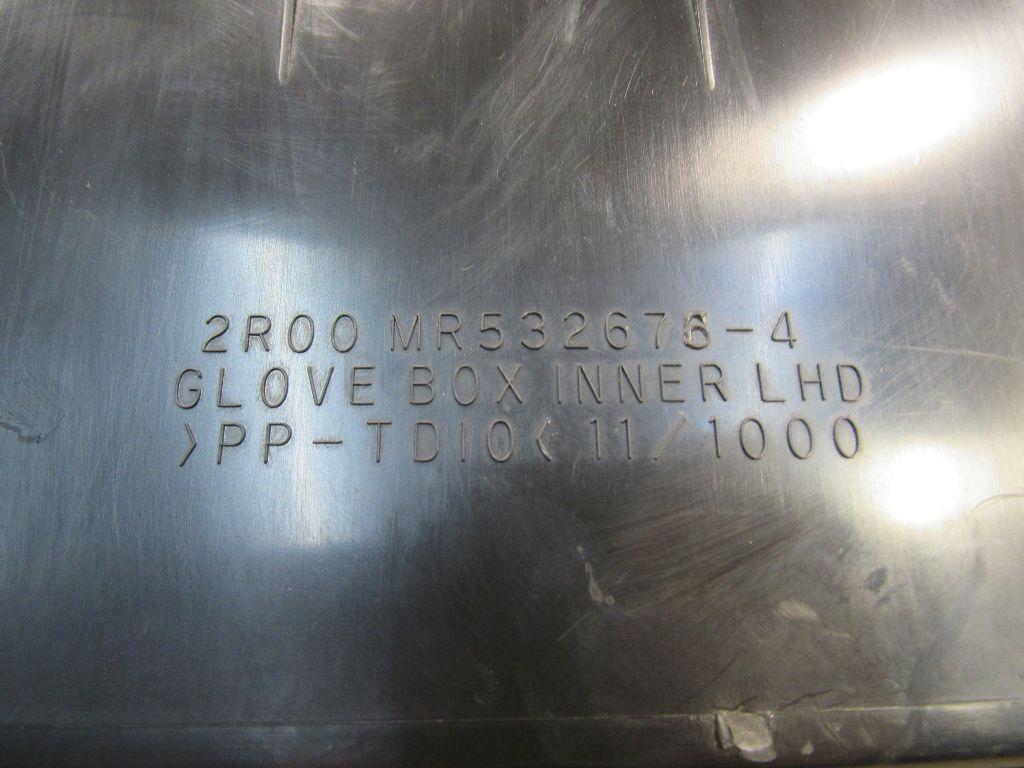 2R00 MR532676-4
GLOVE BOX INNER LHD
>PP-TD10< 11/1000